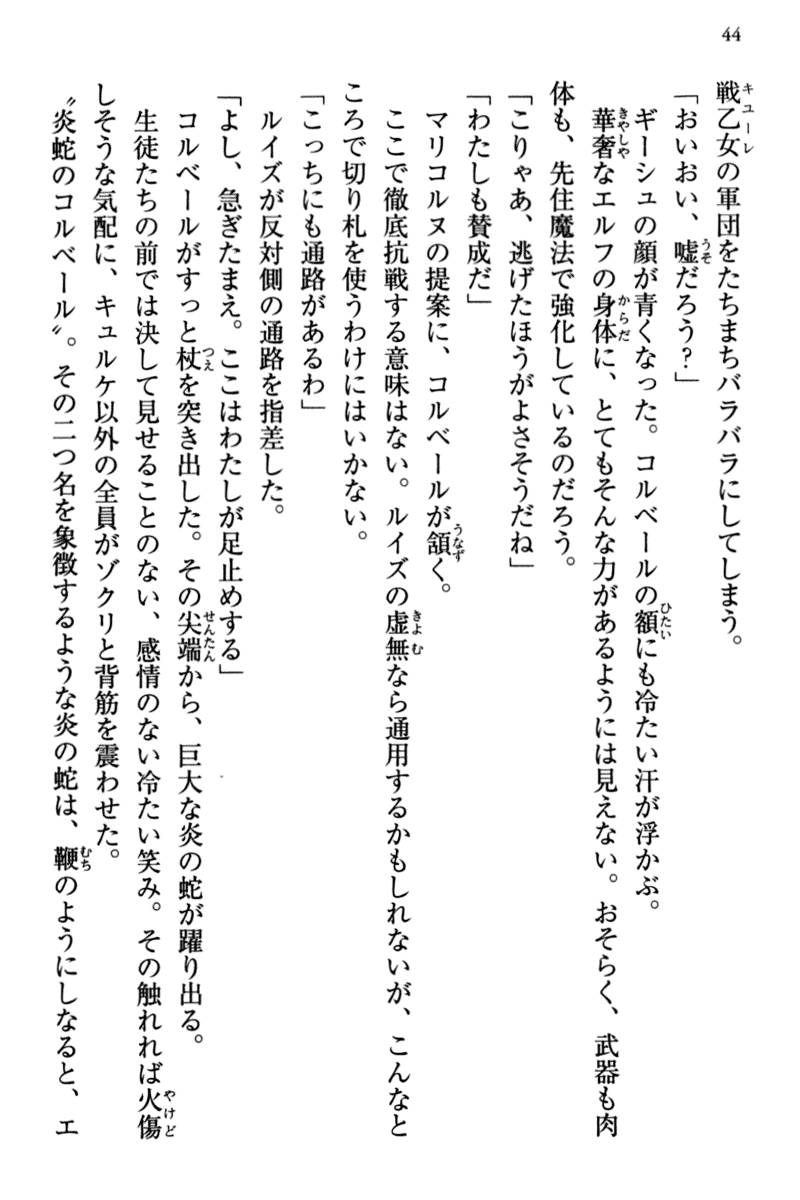 44
戦乙女の軍団をたちまちバラバラにしてしまう。
「おいおい、嘘だろう？」
ギーシュの顔が青くなった。コルベールの額にも冷たい汗が浮かぶ。
華奢なエルフの身体に、とてもそんな力があるようには見えない。おそらく、武器も肉
体も、先住魔法で強化しているのだろう。
「こりゃあ、逃げたほうがよさそうだね」
「わたしも賛成だ」
マリコルヌの提案に、コルベールが頷く。
ここで徹底抗戦する意味はない。ルイズの虚無なら通用するかもしれないが、こんなと
ころで切り札を使うわけにはいかない。
「こっちにも通路があるわ」
ルイズが反対側の通路を指差した。
「よし、急ぎたまえ。ここはわたしが足止めする」
コルベールがすっと杖を突き出した。その尖端から、巨大な炎の蛇が躍り出る。
生徒たちの前では決して見せることのない、感情のない冷たい笑み。その触れれば火傷
しそうな気配に、キュルケ以外の全員がゾクリと背筋を震わせた。
〝炎蛇のコルベール〟。その二つ名を象徴するような炎の蛇は、鞭のようにしなると、エ